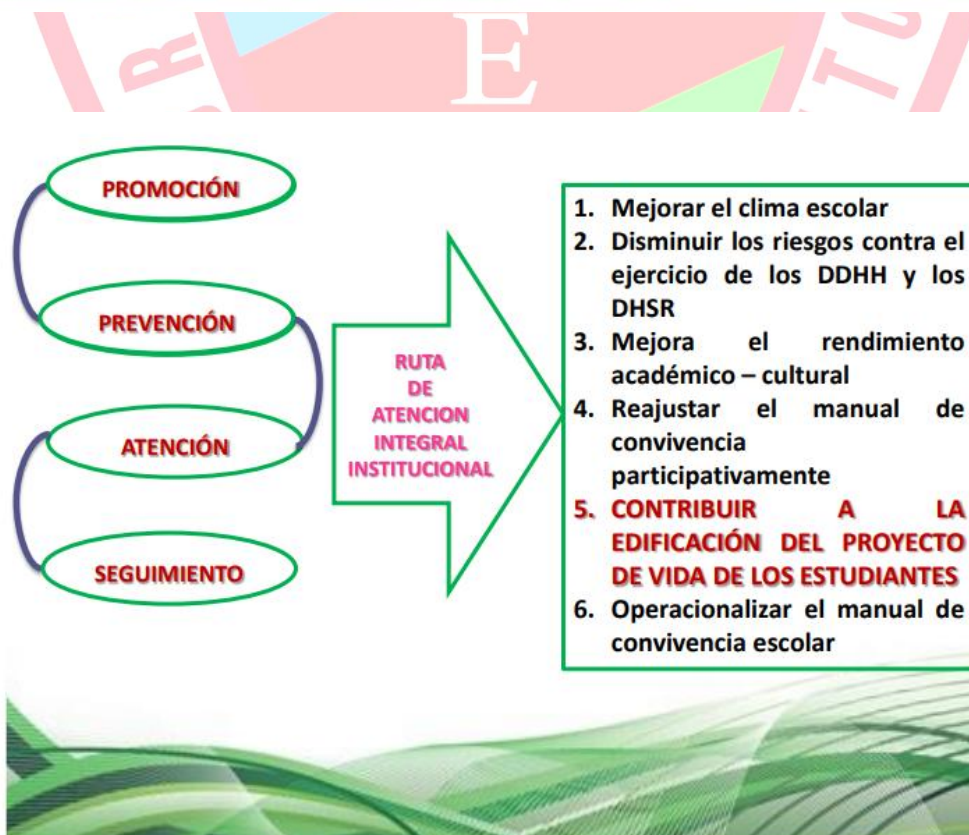 E
PROMOCIÓN
PREVENCIÓN
ATENCIÓN
SEGUIMIENTO
RUTA
DE
ATENCION
INTEGRAL
INSTITUCIONAL
1. Mejorar el clima escolar
2. Disminuir los riesgos contra el
ejercicio de los DDHH y los
DHSR
3. Mejora el rendimiento
académico – cultural
4. Reajustar el manual de
convivencia
participativamente
5. CONTRIBUIR A LA
EDIFICACIÓN DEL PROYECTO
DE VIDA DE LOS ESTUDIANTES
6. Operacionalizar el manual de
convivencia escolar